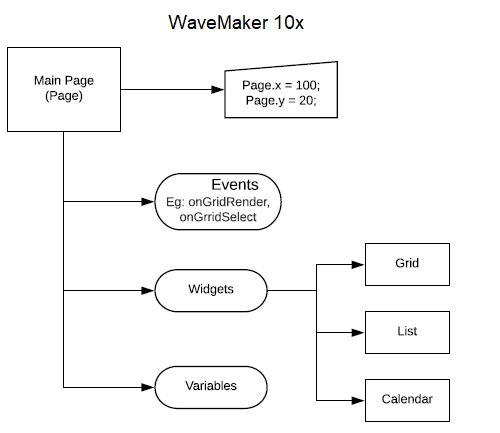 WaveMaker 10x
Main Page
(Page)
Page.x = 100;
Page.y = 20;
Events
Eg: onGridRender,
onGrridSelect
Widgets
Grid
List
Variables
Calendar